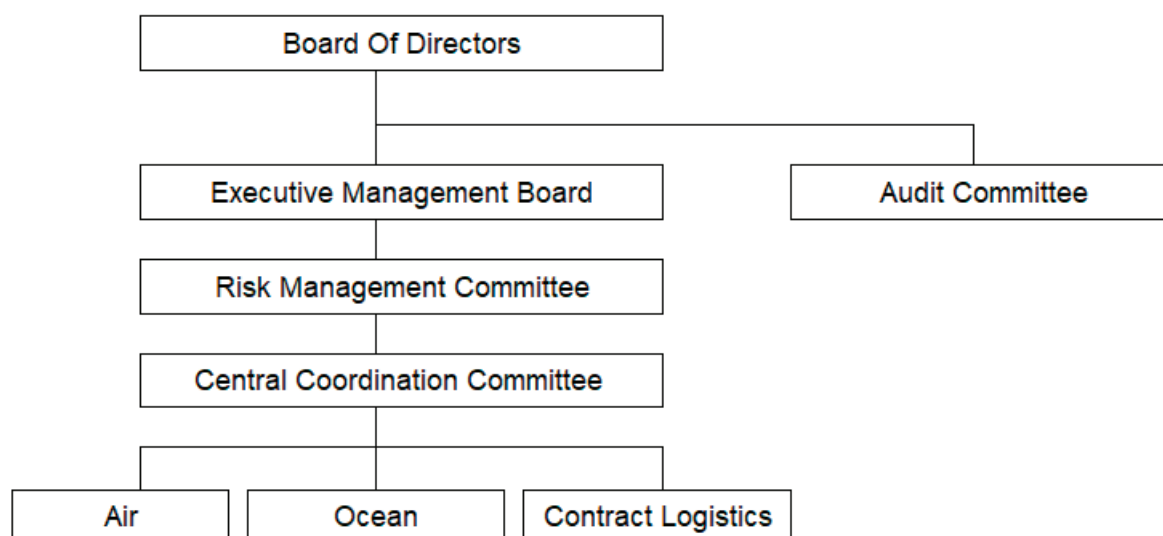 Board Of Directors
Executive Management Board
Audit Committee
Risk Management Committee
Central Coordination Committee
Air
Ocean
Contract Logistics